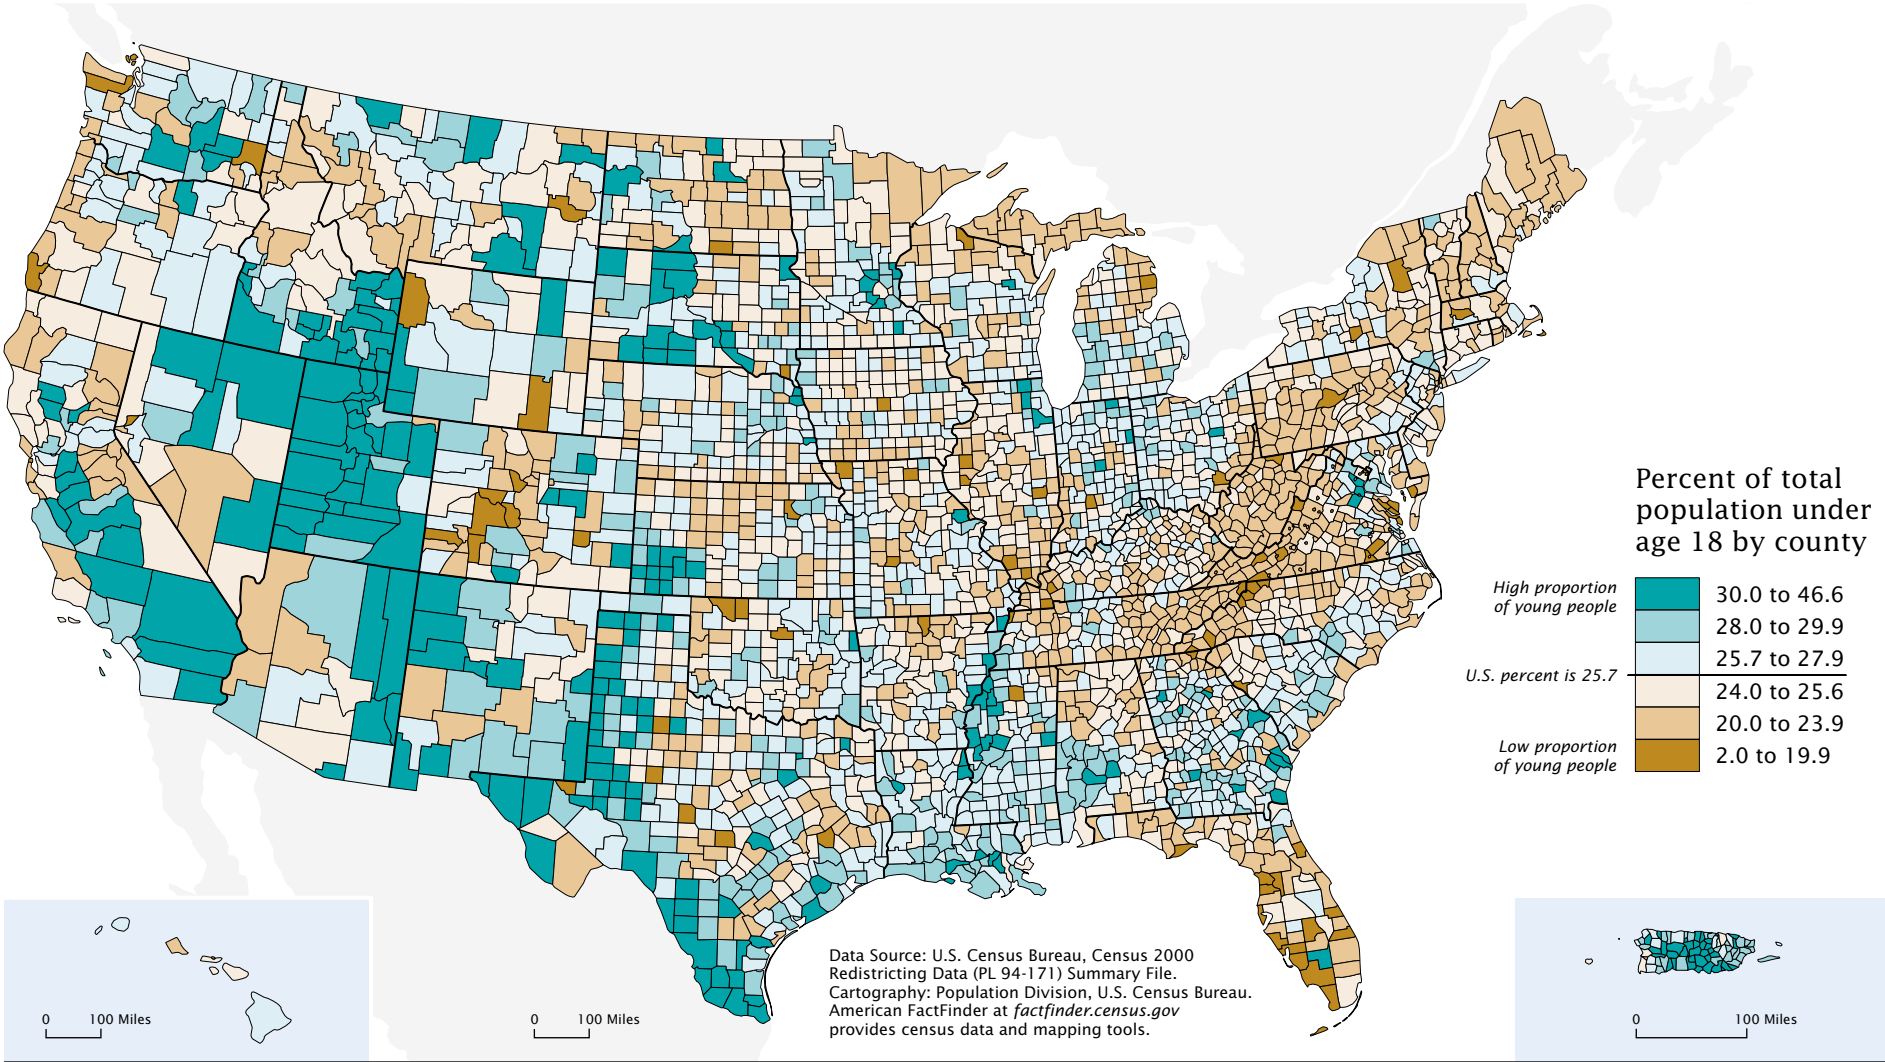 Percent of total
population under
age 18 by county
High proportion
of young people
30.0 to 46.6
28.0 to 29.9
25.7 to 27.9
U.S. percent is 25.7
24.0 to 25.6
20.0 to 23.9
Low proportion
of young people
2.0 to 19.9
Data Source: U.S. Census Bureau, Census 2000
Redistricting Data (PL 94-171) Summary File.
Cartography: Population Division, U.S. Census Bureau.
American FactFinder at factfinder.census.gov
provides census data and mapping tools.
0 100 Miles
0 100 Miles
0 100 Miles